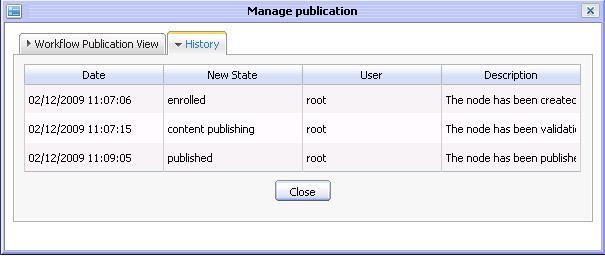 Manage publication
Workflow Publication View History
Date New State User Description
02/12/2009 11:07:06 enrolled root The node has been created
02/12/2009 11:07:15 content publishing root The node has been validati
02/12/2009 11:09:05 published root The node has been publishe
Close